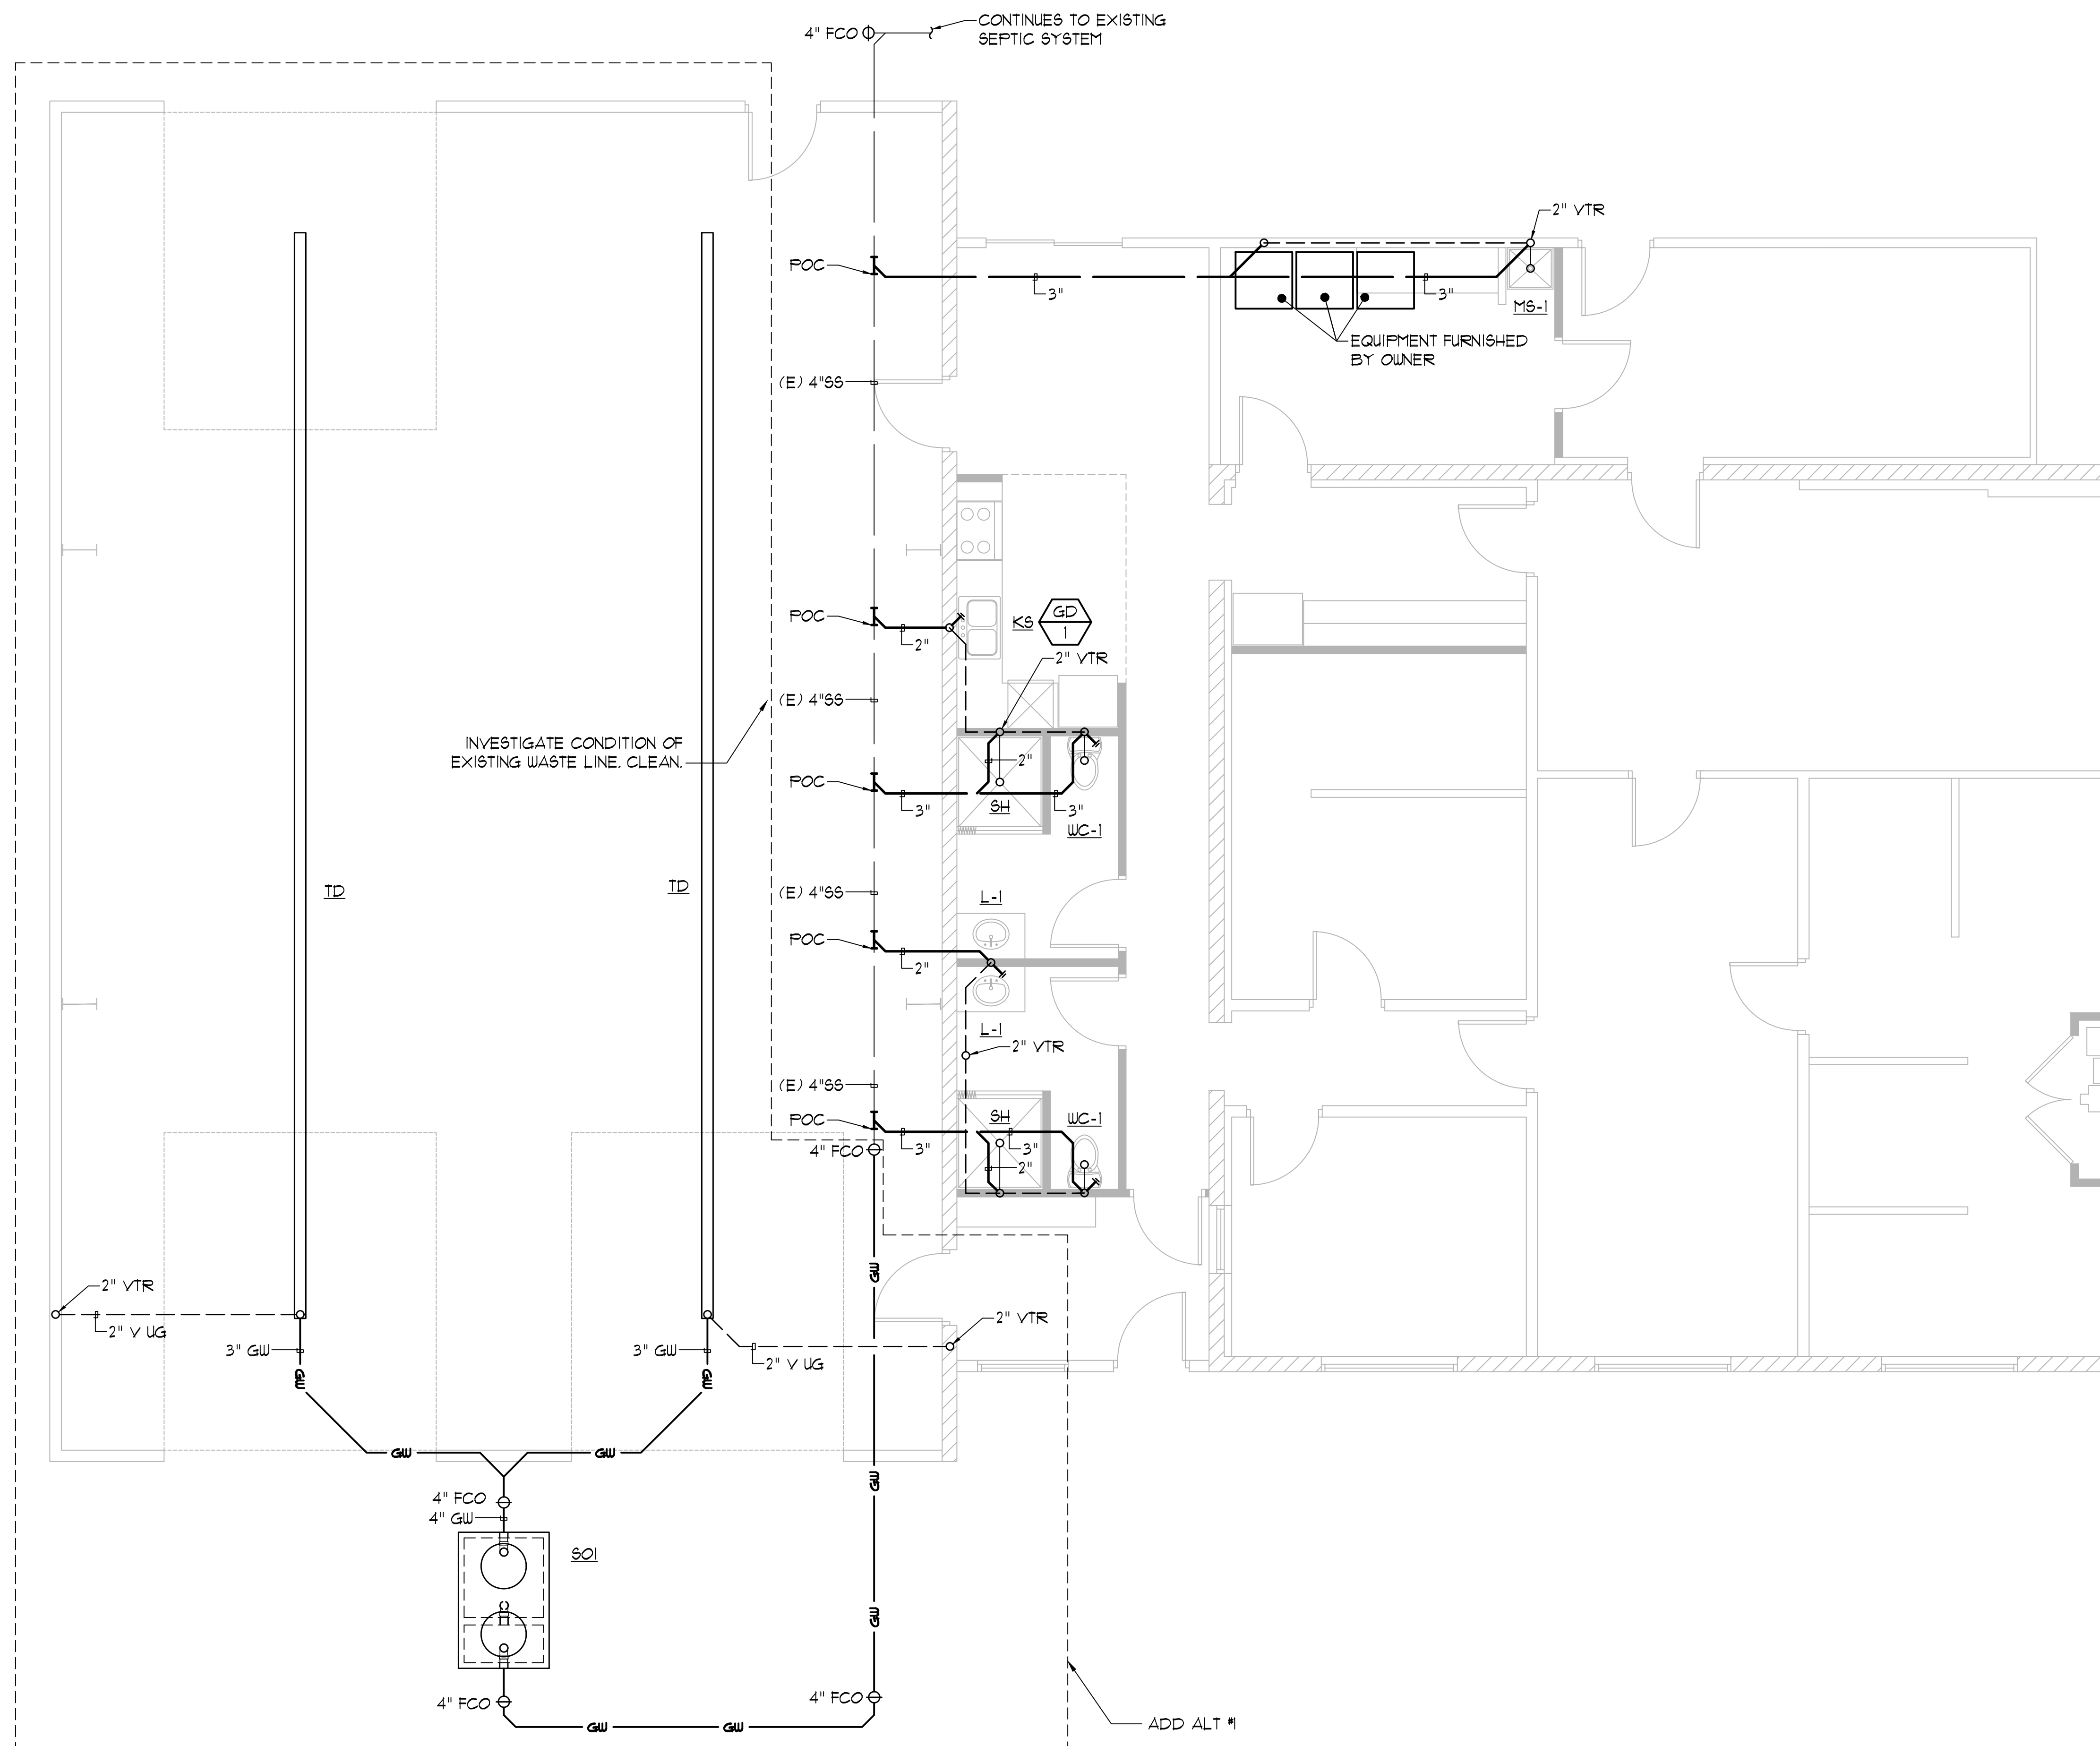 CONTINUES TO EXISTING
SEPTIC SYSTEM
4" FCO
2" VTR
POC
3"
3"
MS-1
EQUIPMENT FURNISHED
BY OWNER
(E) 4"SS
POC
2"
KS
GD
1
2" VTR
(E) 4"SS
INVESTIGATE CONDITION OF
EXISTING WASTE LINE. CLEAN.
2"
POC
3"
SH
3"
WC-1
TD
TD
(E) 4"SS
L-1
POC
2"
L-1
2" VTR
(E) 4"SS
POC
SH
WC-1
3"
3"
4" FCO
2"
GW
2" VTR
2" V UG
2" VTR
3" GW
3" GW
2" V UG
GW
GW
GW
GW
GW
4" FCO
4" GW
SOI
GW
4" FCO
4" FCO
GW
GW
ADD ALT #1